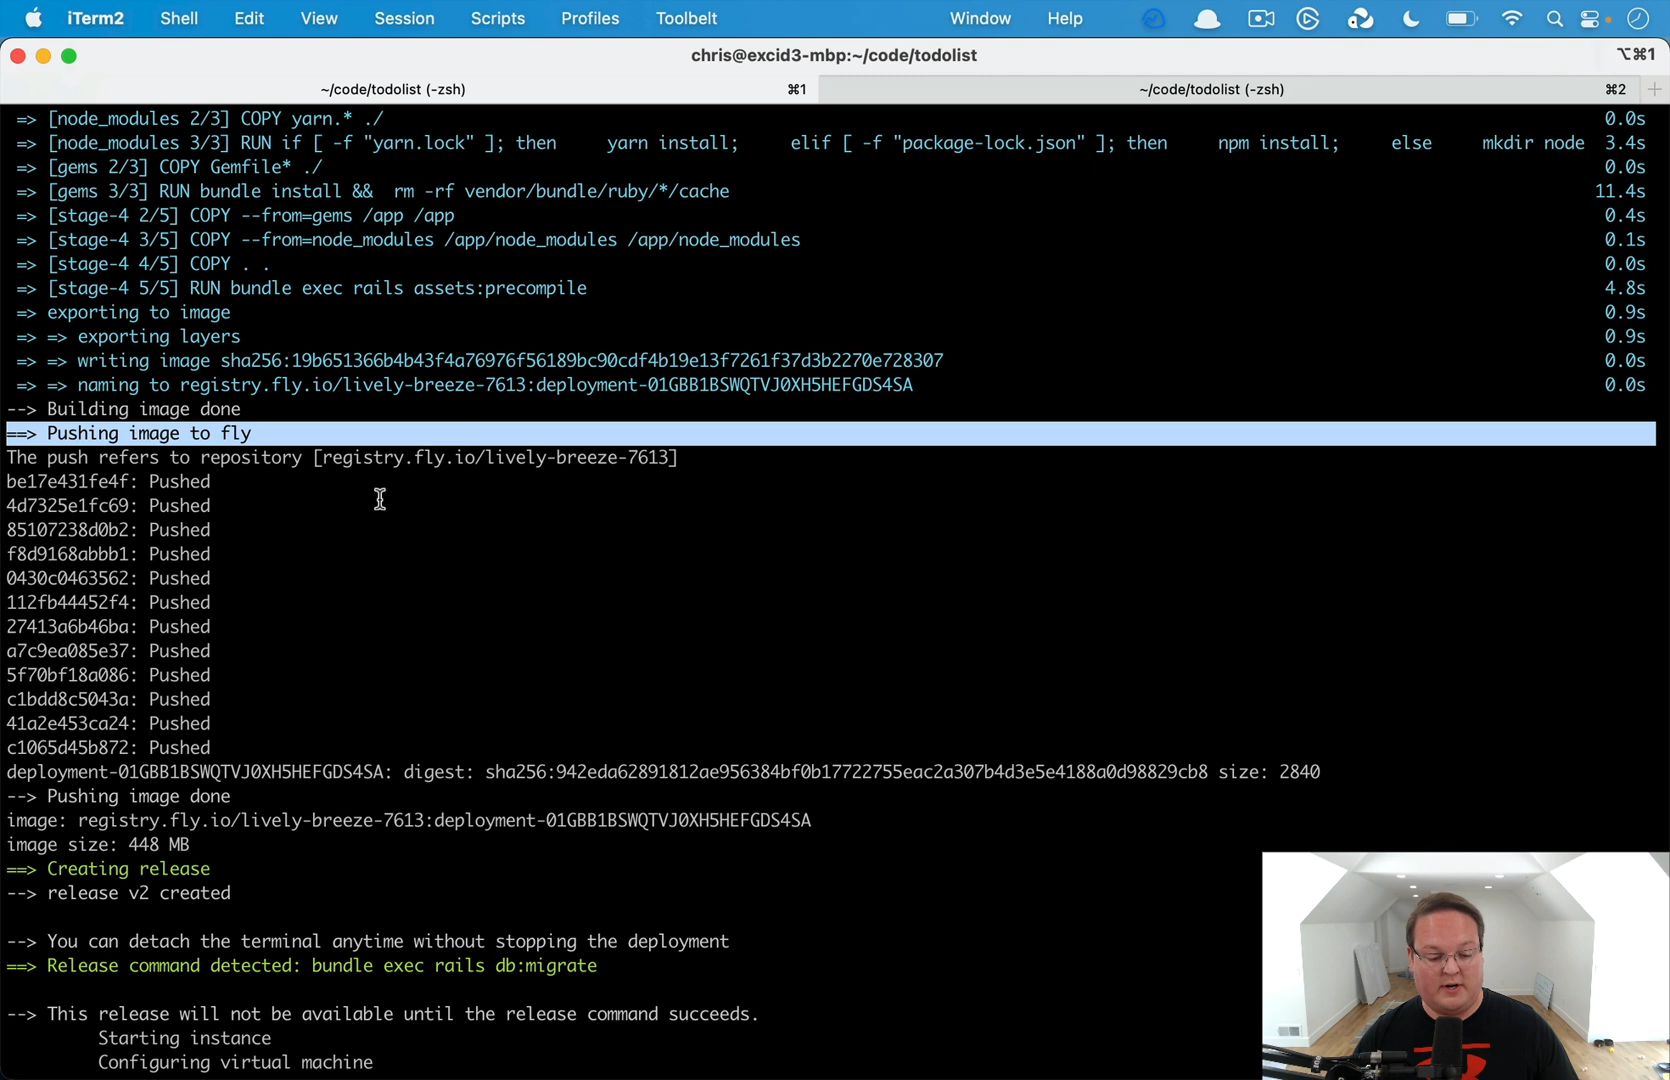 iTerm2 Shell Edit View Session Scripts Profiles Toolbelt Window Help
chris@excid3-mbp:~/code/todolist ⌥⌘1
~/code/todolist (-zsh) ⌘1 ~/code/todolist (-zsh) ⌘2 +
=> [node_modules 2/3] COPY yarn.* ./ 0.0s
=> [node_modules 3/3] RUN if [ -f "yarn.lock" ]; then yarn install; elif [ -f "package-lock.json" ]; then npm install; else mkdir node 3.4s
=> [gems 2/3] COPY Gemfile* ./ 0.0s
=> [gems 3/3] RUN bundle install && rm -rf vendor/bundle/ruby/*/cache 11.4s
=> [stage-4 2/5] COPY --from=gems /app /app 0.4s
=> [stage-4 3/5] COPY --from=node_modules /app/node_modules /app/node_modules 0.1s
=> [stage-4 4/5] COPY . . 0.0s
=> [stage-4 5/5] RUN bundle exec rails assets:precompile 4.8s
=> exporting to image 0.9s
=> => exporting layers 0.9s
=> => writing image sha256:19b651366b4b43f4a76976f56189bc90cdf4b19e13f7261f37d3b2270e728307 0.0s
=> => naming to registry.fly.io/lively-breeze-7613:deployment-01GBB1BSWQTVJ0XH5HEFGDS4SA 0.0s
--> Building image done
==> Pushing image to fly
The push refers to repository [registry.fly.io/lively-breeze-7613]
be17e431fe4f: Pushed
4d7325e1fc69: Pushed
85107238d0b2: Pushed
f8d9168abbb1: Pushed
0430c0463562: Pushed
112fb44452f4: Pushed
27413a6b46ba: Pushed
a7c9ea085e37: Pushed
5f70bf18a086: Pushed
c1bdd8c5043a: Pushed
41a2e453ca24: Pushed
c1065d45b872: Pushed
deployment-01GBB1BSWQTVJ0XH5HEFGDS4SA: digest: sha256:942eda62891812ae956384bf0b17722755eac2a307b4d3e5e4188a0d98829cb8 size: 2840
--> Pushing image done
image: registry.fly.io/lively-breeze-7613:deployment-01GBB1BSWQTVJ0XH5HEFGDS4SA
image size: 448 MB
==> Creating release
--> release v2 created
--> You can detach the terminal anytime without stopping the deployment
==> Release command detected: bundle exec rails db:migrate
--> This release will not be available until the release command succeeds.
Starting instance
Configuring virtual machine